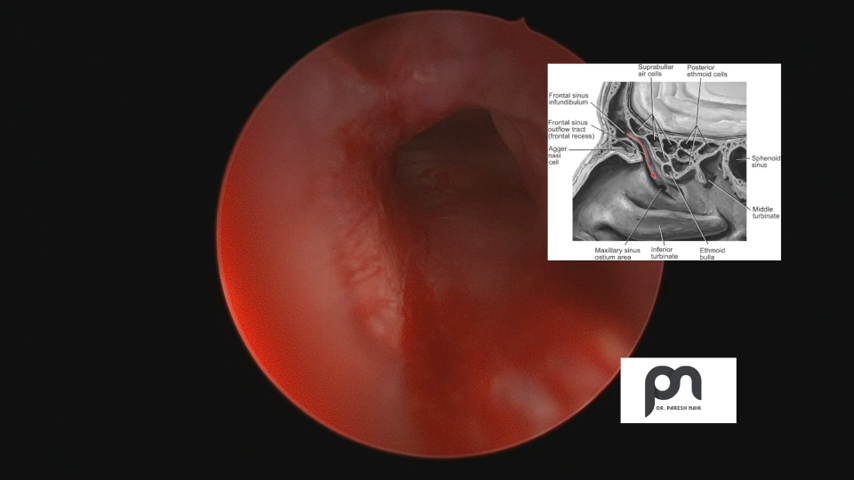 Suprabullar
air cells
Posterior
ethmoid cells
Frontal sinus
infundibulum
Frontal sinus
outflow tract
(frontal recess)
Agger
nasi
cell
Sphenoid
sinus
Middle
turbinate
Maxillary sinus
ostium area
Inferior
turbinate
Ethmoid
bulla
DR. PARESH NAIK